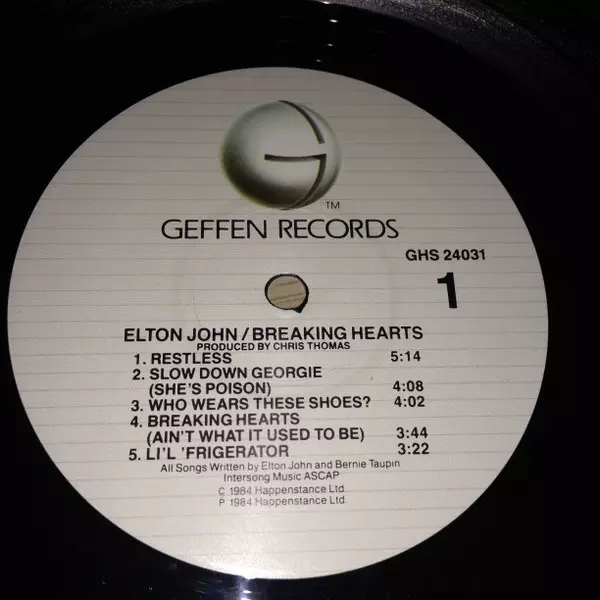 G
TM
GEFFEN RECORDS
GHS 24031
1
ELTON JOHN / BREAKING HEARTS
PRODUCED BY CHRIS THOMAS
1. RESTLESS 5:14
2. SLOW DOWN GEORGIE
(SHE'S POISON) 4:08
3. WHO WEARS THESE SHOES? 4:02
4. BREAKING HEARTS
(AIN'T WHAT IT USED TO BE) 3:44
5. LI'L 'FRIGERATOR 3:22
All Songs Written by Elton John and Bernie Taupin
Intersong Music ASCAP
C 1984 Happenstance Ltd.
P 1984 Happenstance Ltd.